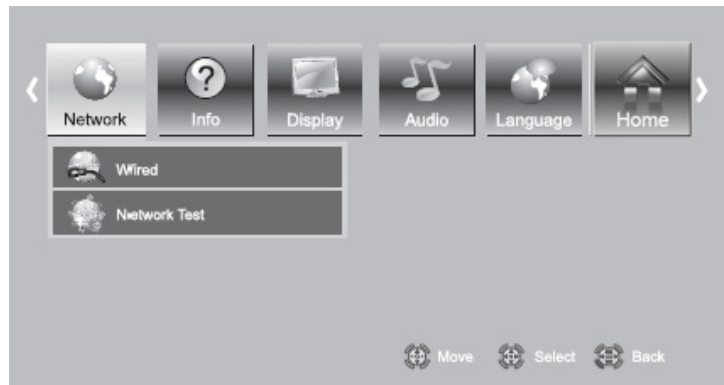 Network Info Display Audio Language Home
Wired
Network Test
Move Select Back